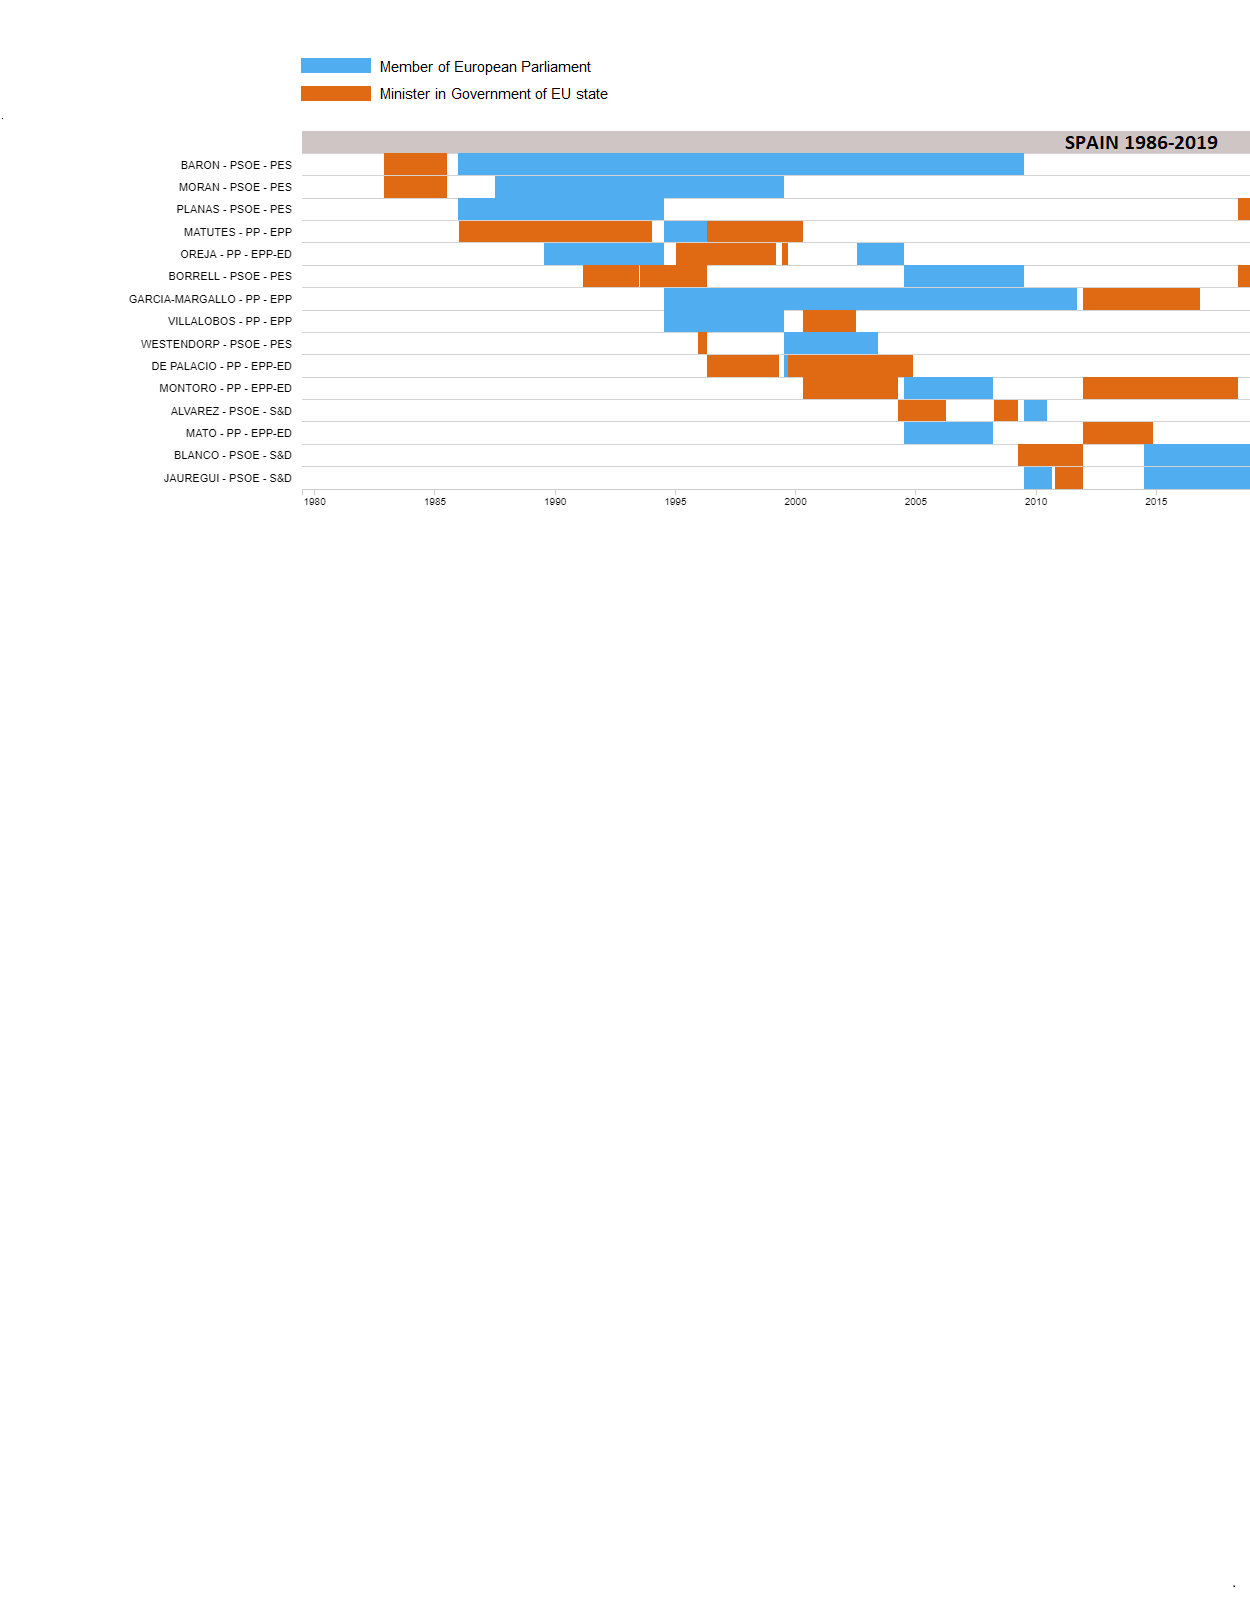 Member of European Parliament
Minister in Government of EU state
SPAIN 1986-2019
BARON - PSOE - PES
MORAN - PSOE - PES
PLANAS - PSOE - PES
MATUTES - PP - EPP
OREJA - PP - EPP-ED
BORRELL - PSOE - PES
GARCIA-MARGALLO - PP - EPP
VILLALOBOS - PP - EPP
WESTENDORP - PSOE - PES
DE PALACIO - PP - EPP-ED
MONTORO - PP - EPP-ED
ALVAREZ - PSOE - S&D
MATO - PP - EPP-ED
BLANCO - PSOE - S&D
JAUREGUI - PSOE - S&D
1980 1985 1990 1995 2000 2005 2010 2015